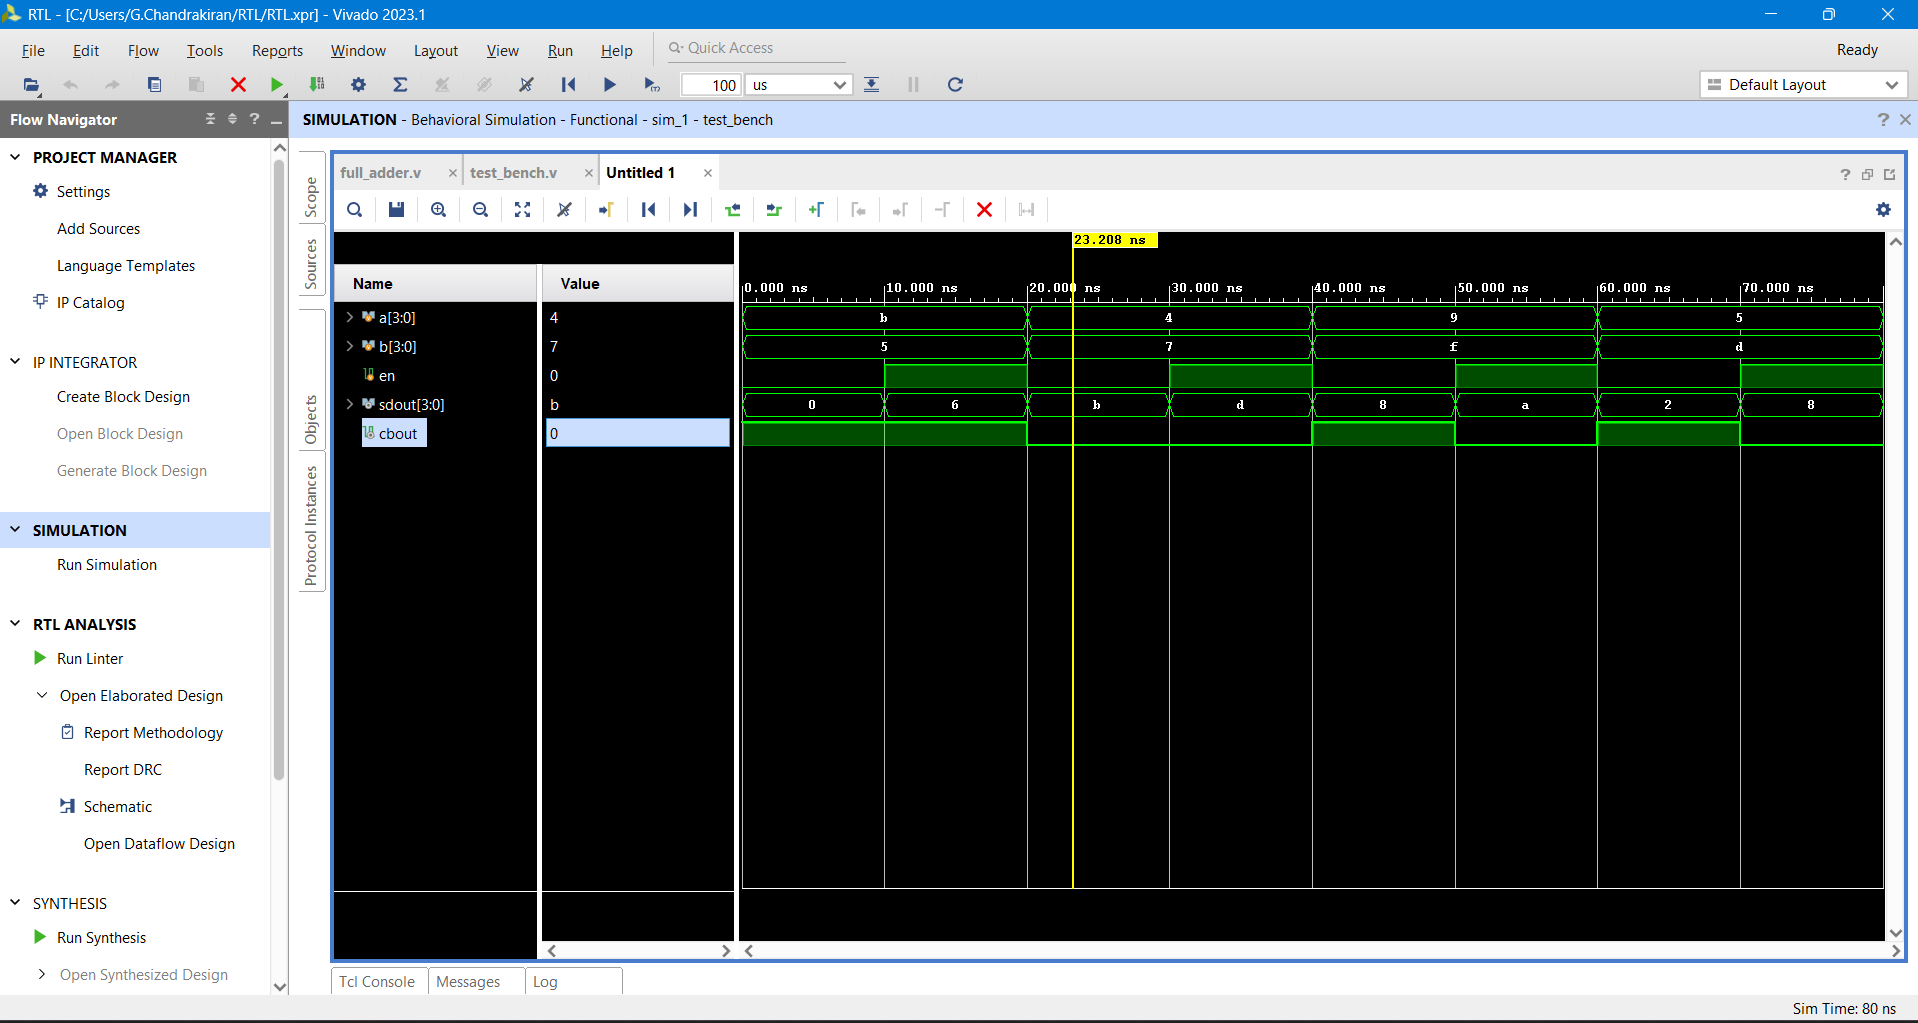 RTL - [C:/Users/G.Chandrakiran/RTL/RTL.xpr] - Vivado 2023.1
File Edit Flow Tools Reports Window Layout View Run Help Quick Access Ready
100 us Default Layout
Flow Navigator
SIMULATION - Behavioral Simulation - Functional - sim_1 - test_bench
PROJECT MANAGER
Settings
Add Sources
Language Templates
IP Catalog
IP INTEGRATOR
Create Block Design
Open Block Design
Generate Block Design
SIMULATION
Run Simulation
RTL ANALYSIS
Run Linter
Open Elaborated Design
Report Methodology
Report DRC
Schematic
Open Dataflow Design
SYNTHESIS
Run Synthesis
Open Synthesized Design
Scope
Sources
Objects
Protocol Instances
full_adder.v test_bench.v Untitled 1
23.208 ns
Name Value
0.000 ns 10.000 ns 20.000 ns 30.000 ns 40.000 ns 50.000 ns 60.000 ns 70.000 ns
a[3:0] 4 b 4 9 5
b[3:0] 7 5 7 f d
en 0
sdout[3:0] b 0 6 b d 8 a 2 8
cbout 0
Tcl Console Messages Log
Sim Time: 80 ns